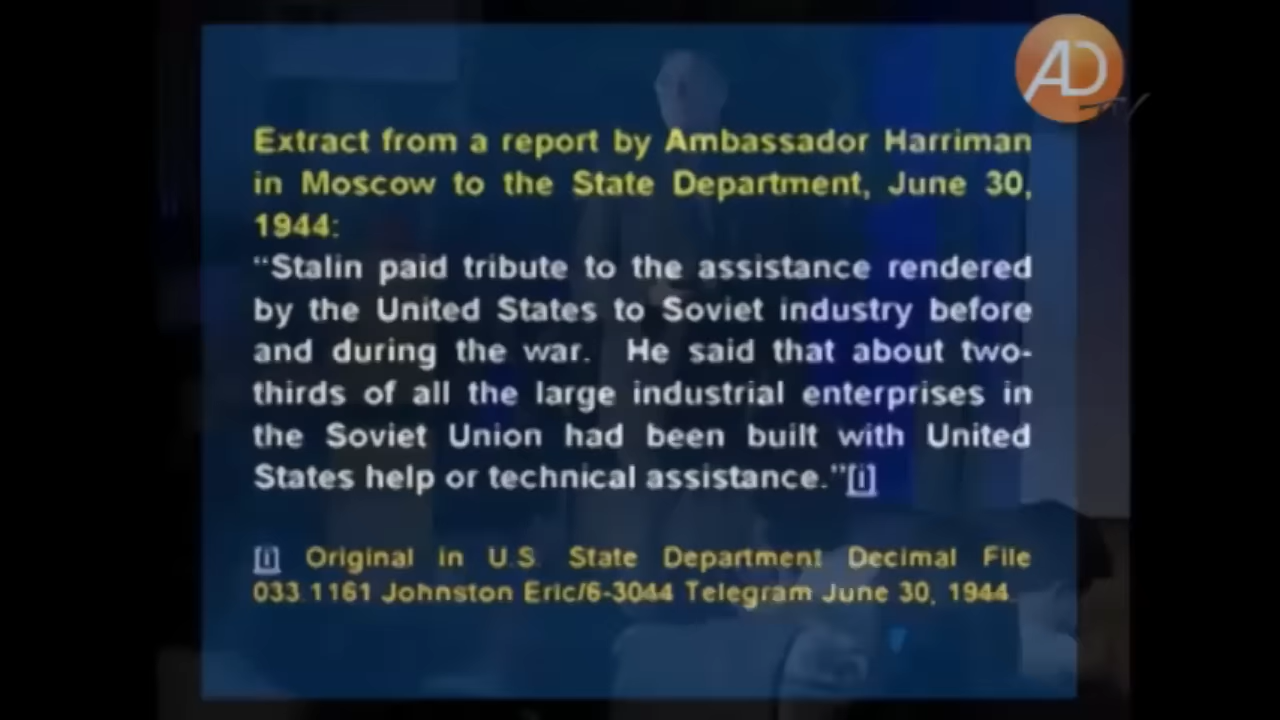 AD
TV
Extract from a report by Ambassador Harriman
in Moscow to the State Department, June 30,
1944:
“Stalin paid tribute to the assistance rendered
by the United States to Soviet industry before
and during the war. He said that about two-
thirds of all the large industrial enterprises in
the Soviet Union had been built with United
States help or technical assistance.”[i]
[i] Original in U.S. State Department Decimal File
033.1161 Johnston Eric/6-3044 Telegram June 30, 1944.